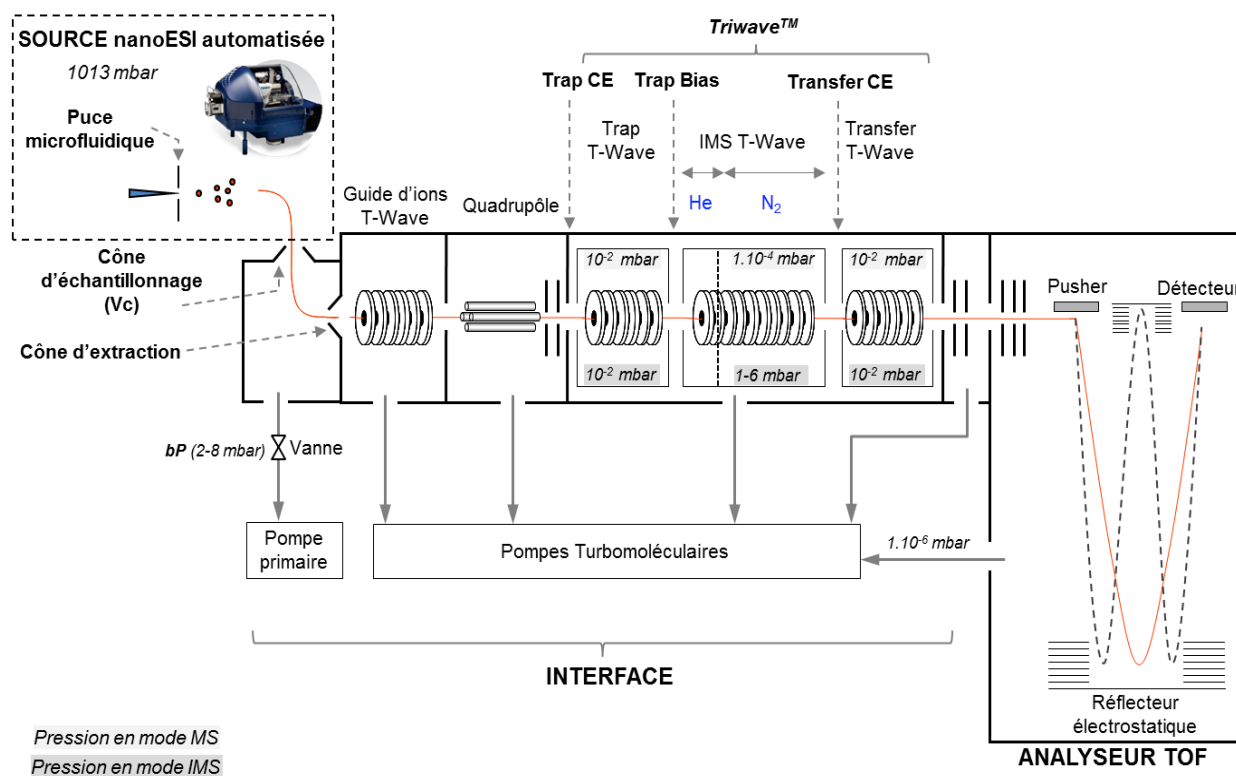 SOURCE nanoESI automatisée
1013 mbar
Puce
microfluidique
Triwave™
Trap CE
Trap Bias
Transfer CE
Trap
T-Wave
IMS T-Wave
Transfer
T-Wave
He
N₂
Guide d'ions
T-Wave
Quadrupôle
Cône
d'échantillonnage
(Vc)
Cône d'extraction
10⁻² mbar
1.10⁻⁴ mbar
10⁻² mbar
10⁻² mbar
1-6 mbar
10⁻² mbar
Pusher
Détecteur
bP (2-8 mbar)
Vanne
Pompe
primaire
Pompes Turbomoléculaires
1.10⁻⁶ mbar
INTERFACE
Réflecteur
électrostatique
ANALYSEUR TOF
Pression en mode MS
Pression en mode IMS